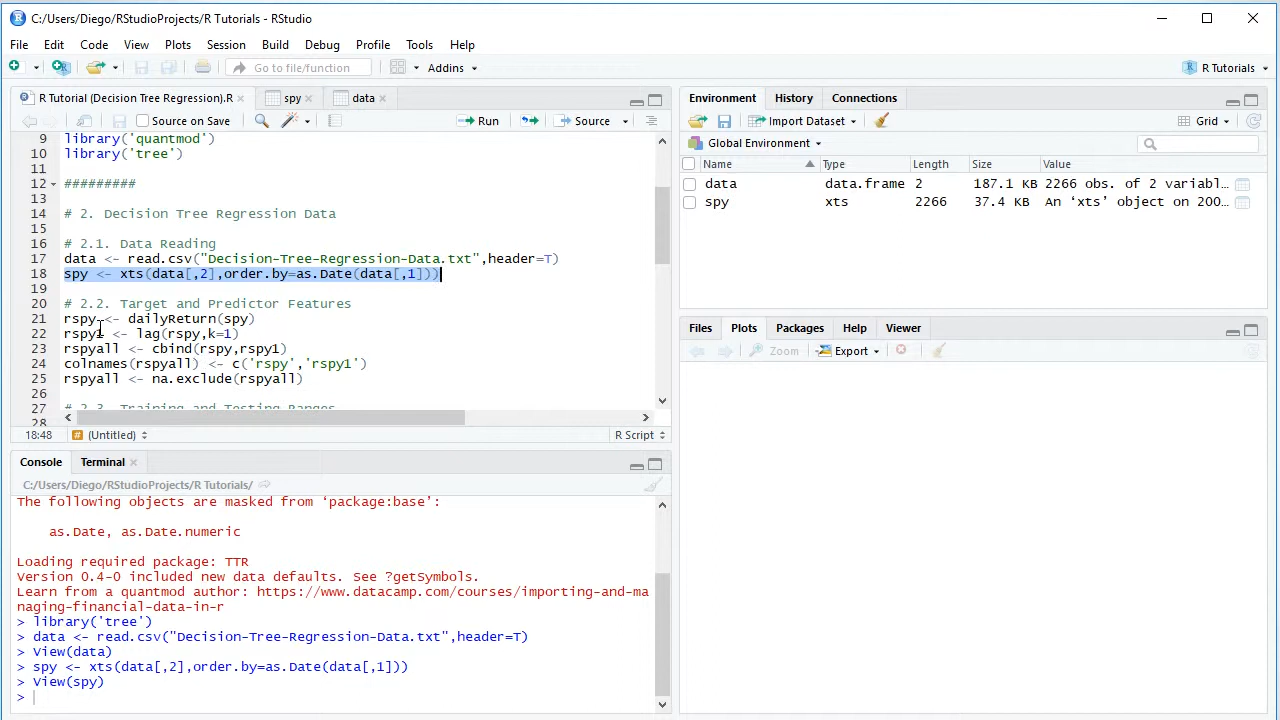 C:/Users/Diego/RStudioProjects/R Tutorials - RStudio
File Edit Code View Plots Session Build Debug Profile Tools Help
Go to file/function Addins R Tutorials
R Tutorial (Decision Tree Regression).R spy data
Source on Save Run Source
9 library('quantmod')
10 library('tree')
11
12 #########
13
14 # 2. Decision Tree Regression Data
15
16 # 2.1. Data Reading
17 data <- read.csv("Decision-Tree-Regression-Data.txt",header=T)
18 spy <- xts(data[,2],order.by=as.Date(data[,1]))
19
20 # 2.2. Target and Predictor Features
21 rspy <- dailyReturn(spy)
22 rspy1 <- lag(rspy,k=1)
23 rspyall <- cbind(rspy,rspy1)
24 colnames(rspyall) <- c('rspy','rspy1')
25 rspyall <- na.exclude(rspyall)
26
27 # 2.3. Training and Testing Ranges
28
18:48 (Untitled) R Script
Console Terminal
C:/Users/Diego/RStudioProjects/R Tutorials/
The following objects are masked from ‘package:base’:
as.Date, as.Date.numeric
Loading required package: TTR
Version 0.4-0 included new data defaults. See ?getSymbols.
Learn from a quantmod author: https://www.datacamp.com/courses/importing-and-ma
naging-financial-data-in-r
> library('tree')
> data <- read.csv("Decision-Tree-Regression-Data.txt",header=T)
> View(data)
> spy <- xts(data[,2],order.by=as.Date(data[,1]))
> View(spy)
>
Environment History Connections
Import Dataset Grid
Global Environment
Name Type Length Size Value
data data.frame 2 187.1 KB 2266 obs. of 2 variabl…
spy xts 2266 37.4 KB An ‘xts’ object on 200…
Files Plots Packages Help Viewer
Zoom Export